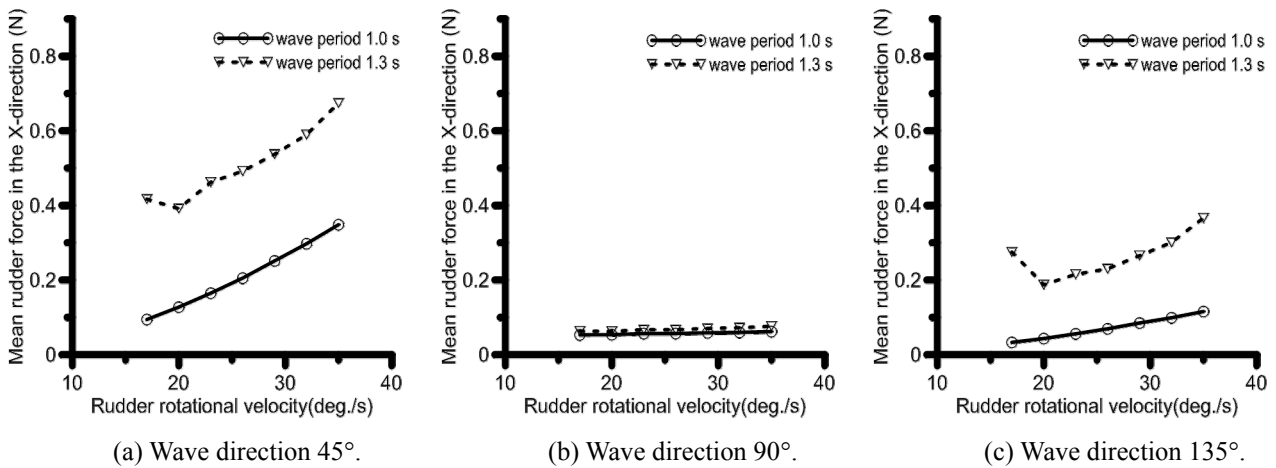 Mean rudder force in the X-direction (N)
0.8
0.6
0.4
0.2
0
wave period 1.0 s
wave period 1.3 s
10
20
30
40
Rudder rotational velocity(deg./s)
(a) Wave direction 45°.
Mean rudder force in the X-direction (N)
0.8
0.6
0.4
0.2
0
wave period 1.0 s
wave period 1.3 s
10
20
30
40
Rudder rotational velocity(deg./s)
(b) Wave direction 90°.
Mean rudder force in the X-direction (N)
0.8
0.6
0.4
0.2
0
wave period 1.0 s
wave period 1.3 s
10
20
30
40
Rudder rotational velocity(deg./s)
(c) Wave direction 135°.